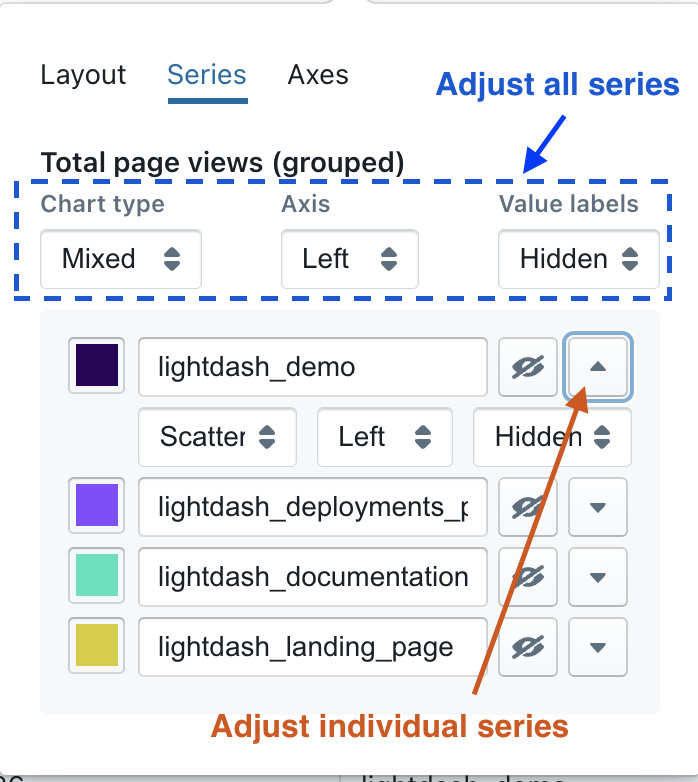 Layout Series Axes
Adjust all series
Total page views (grouped)
Chart type Axis Value labels
Mixed Left Hidden
lightdash_demo
Scatter Left Hidden
lightdash_deployments_p
lightdash_documentation
lightdash_landing_page
Adjust individual series
lightdash_demo